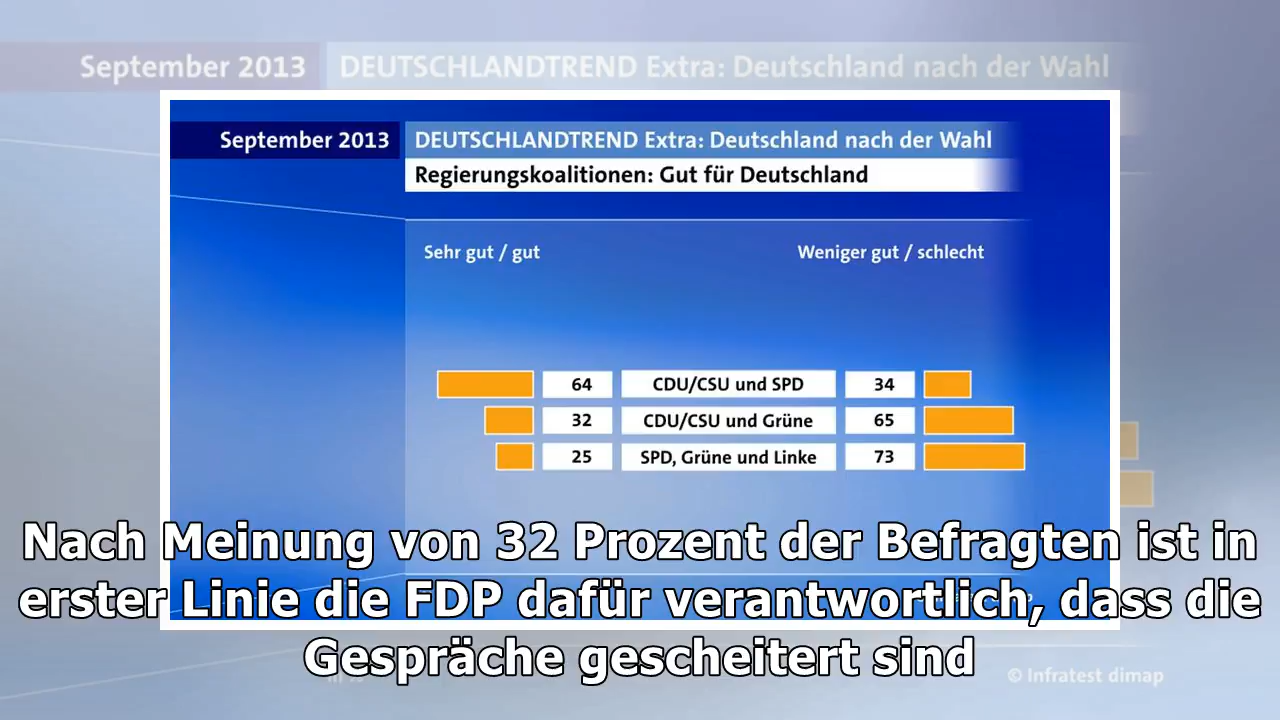 September 2013 DEUTSCHLANDTREND Extra: Deutschland nach der Wahl
September 2013 DEUTSCHLANDTREND Extra: Deutschland nach der Wahl
Regierungskoalitionen: Gut für Deutschland
Sehr gut / gut Weniger gut / schlecht
64 CDU/CSU und SPD 34
32 CDU/CSU und Grüne 65
25 SPD, Grüne und Linke 73
Nach Meinung von 32 Prozent der Befragten ist in
erster Linie die FDP dafür verantwortlich, dass die
Gespräche gescheitert sind
© Infratest dimap